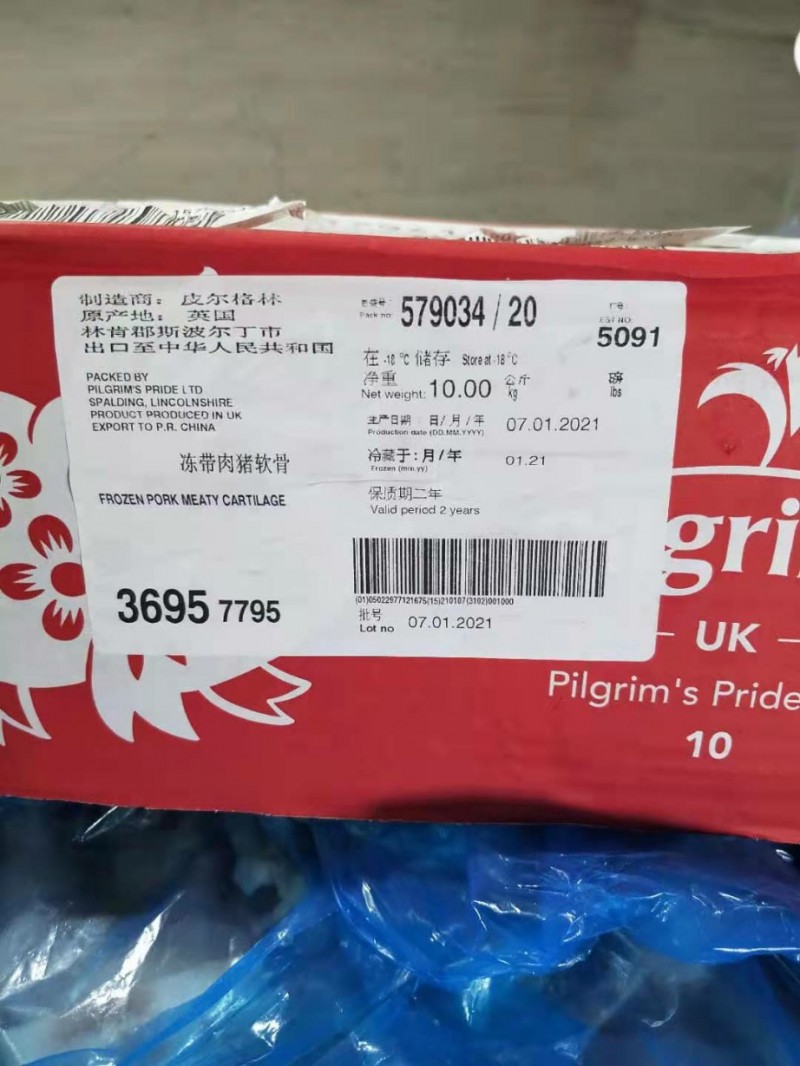 制造商：皮尔格林
原产地：英国
林肯郡斯波尔丁市
出口至中华人民共和国
PACKED BY
PILGRIM'S PRIDE LTD
SPALDING, LINCOLNSHIRE
PRODUCT PRODUCED IN UK
EXPORT TO P.R. CHINA
冻带肉猪软骨
FROZEN PORK MEATY CARTILAGE
3695 7795
Pack no: 579034 / 20
厂号:
EST NO:
5091
在 -18 °C 储存 Store at -18 °C
净重 公斤 磅
Net weight: 10.00 kg lbs
生产日期 : 日/月/年
Production date (DD.MM.YYYY) 07.01.2021
冷藏于：月/年
Frozen (mm.yy) 01.21
保质期二年
Valid period 2 years
(01)05022977121675(15)210107(3102)001000
批号
Lot no 07.01.2021
gri
UK
Pilgrim's Pride
10